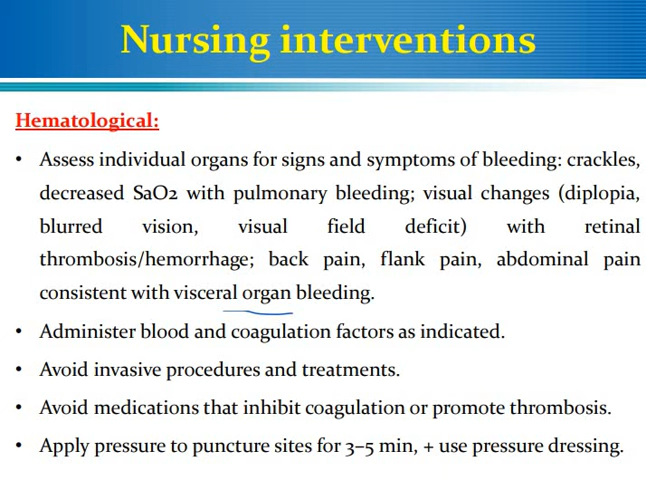 Nursing interventions
Hematological:
• Assess individual organs for signs and symptoms of bleeding: crackles,
decreased SaO2 with pulmonary bleeding; visual changes (diplopia,
blurred vision, visual field deficit) with retinal
thrombosis/hemorrhage; back pain, flank pain, abdominal pain
consistent with visceral organ bleeding.
• Administer blood and coagulation factors as indicated.
• Avoid invasive procedures and treatments.
• Avoid medications that inhibit coagulation or promote thrombosis.
• Apply pressure to puncture sites for 3–5 min, + use pressure dressing.